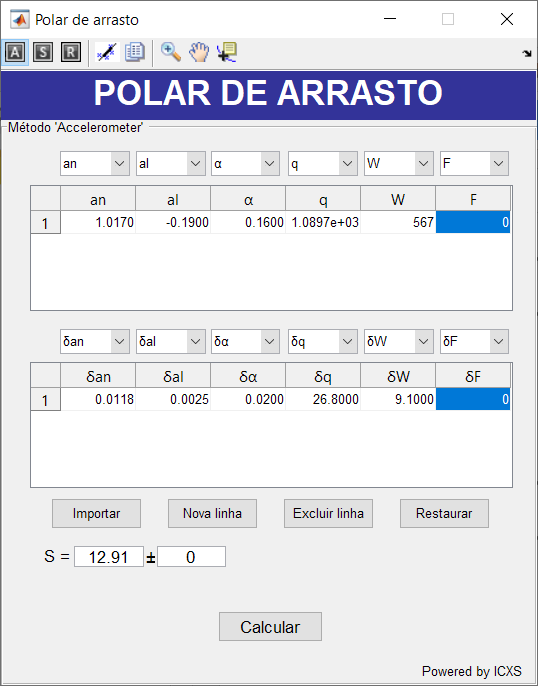 Polar de arrasto
A S R
POLAR DE ARRASTO
Método 'Accelerometer'
an al α q W F
an al α q W F
1 1.0170 -0.1900 0.1600 1.0897e+03 567 0
δan δal δα δq δW δF
δan δal δα δq δW δF
1 0.0118 0.0025 0.0200 26.8000 9.1000 0
Importar Nova linha Excluir linha Restaurar
S = 12.91 ± 0
Calcular
Powered by ICXS